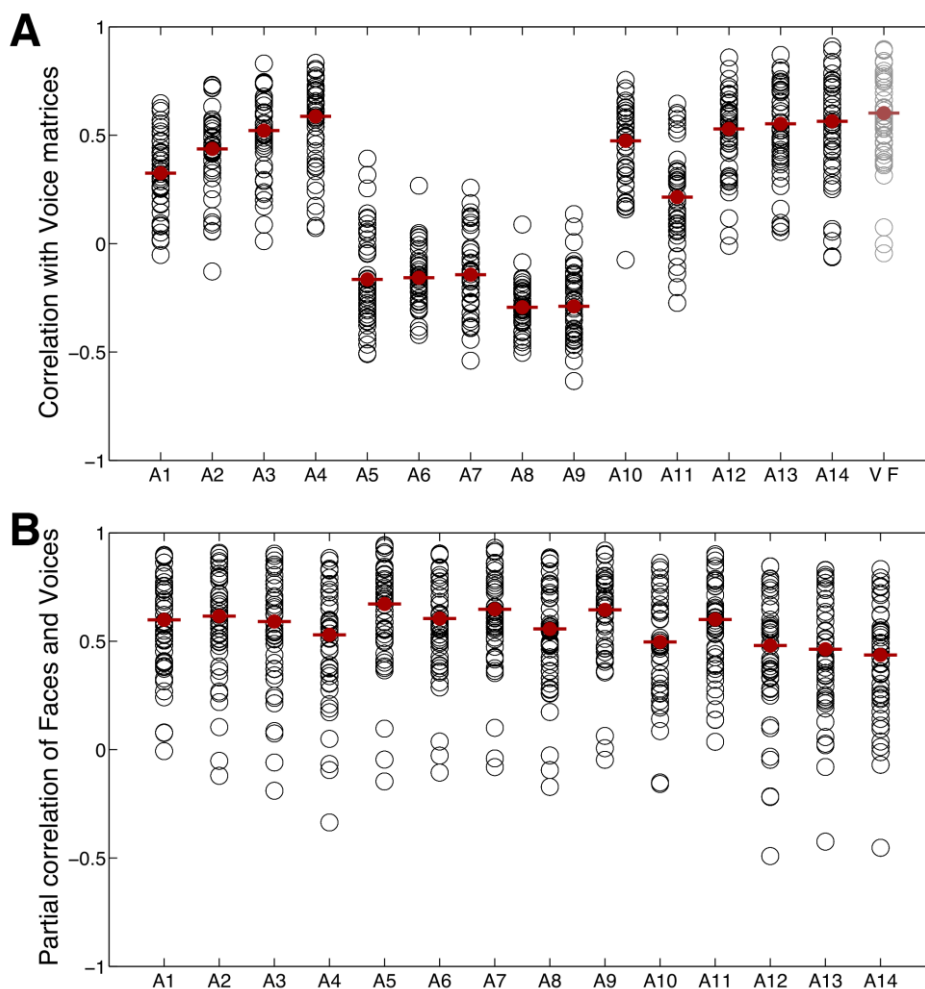 A
Correlation with Voice matrices
1
0.5
0
−0.5
−1
A1 A2 A3 A4 A5 A6 A7 A8 A9 A10 A11 A12 A13 A14 V F
B
Partial correlation of Faces and Voices
1
0.5
0
−0.5
−1
A1 A2 A3 A4 A5 A6 A7 A8 A9 A10 A11 A12 A13 A14